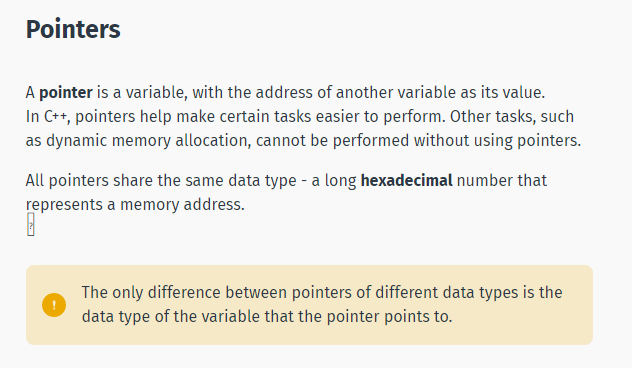 Pointers
A pointer is a variable, with the address of another variable as its value.
In C++, pointers help make certain tasks easier to perform. Other tasks, such
as dynamic memory allocation, cannot be performed without using pointers.
All pointers share the same data type - a long hexadecimal number that
represents a memory address.
?
!
The only difference between pointers of different data types is the
data type of the variable that the pointer points to.